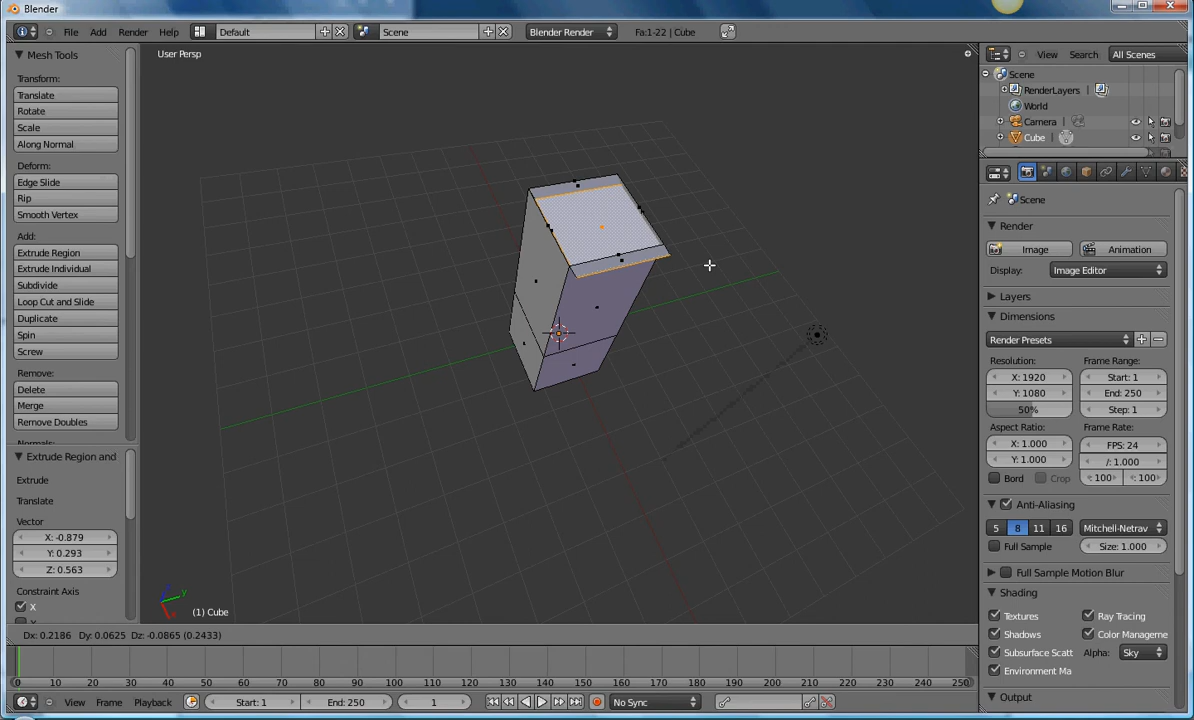 Blender
File Add Render Help Default Scene Blender Render Fa:1-22 | Cube
Mesh Tools
Transform:
Translate
Rotate
Scale
Along Normal
Deform:
Edge Slide
Rip
Smooth Vertex
Add:
Extrude Region
Extrude Individual
Subdivide
Loop Cut and Slide
Duplicate
Spin
Screw
Remove:
Delete
Merge
Remove Doubles
Normals:
Extrude Region and
Extrude
Translate
Vector
X: -0.879
Y: 0.293
Z: 0.563
Constraint Axis
X
User Persp
(1) Cube
Dx: 0.2186 Dy: 0.0625 Dz: -0.0865 (0.2433)
View Search All Scenes
Scene
RenderLayers
World
Camera
Cube
Scene
Render
Image Animation
Display: Image Editor
Layers
Dimensions
Render Presets
Resolution: Frame Range:
X: 1920 Start: 1
Y: 1080 End: 250
50% Step: 1
Aspect Ratio: Frame Rate:
X: 1.000 FPS: 24
Y: 1.000 /: 1.000
Bord Crop : 100 : 100
Anti-Aliasing
5 8 11 16 Mitchell-Netrav
Full Sample Size: 1.000
Full Sample Motion Blur
Shading
Textures Ray Tracing
Shadows Color Manageme
Subsurface Scatt Alpha: Sky
Environment Ma
Output
0 10 20 30 40 50 60 70 80 90 100 110 120 130 140 150 160 170 180 190 200 210 220 230 240 250
View Frame Playback Start: 1 End: 250 1 No Sync